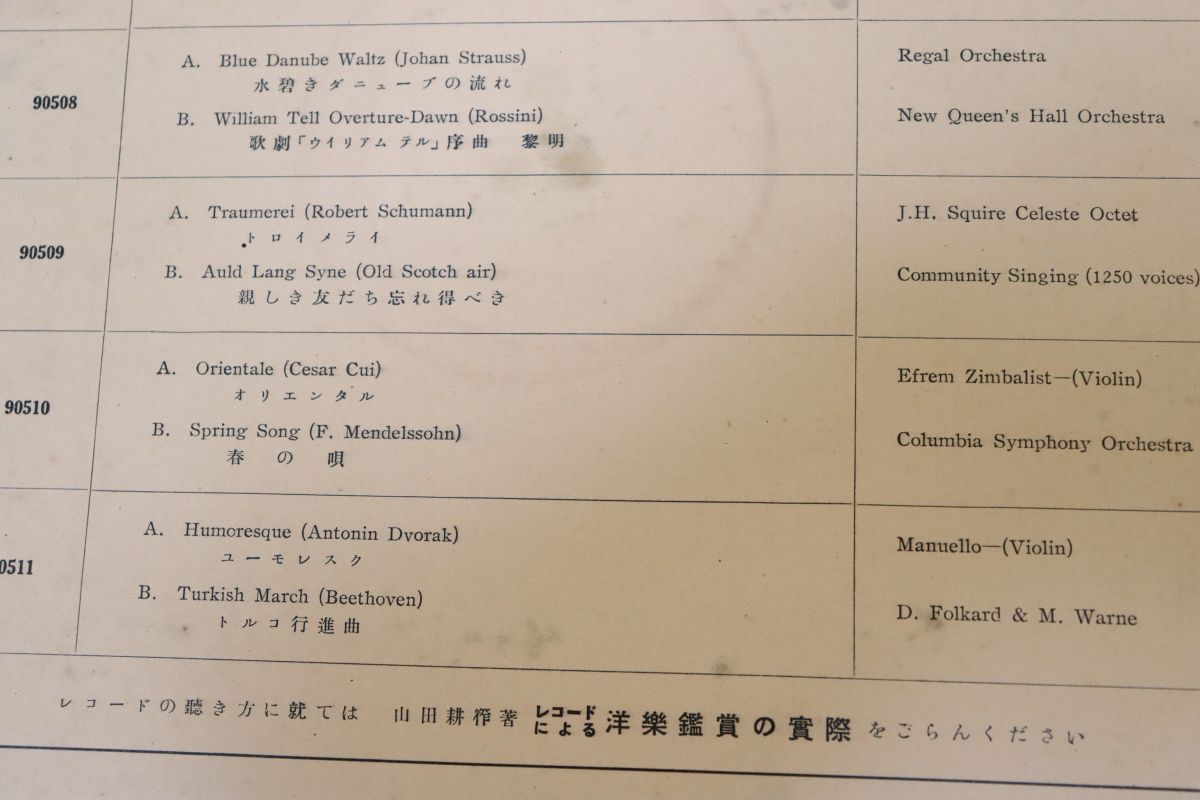 90508
A. Blue Danube Waltz (Johan Strauss)
Regal Orchestra
水碧きダニューブの流れ
B. William Tell Overture-Dawn (Rossini)
New Queen's Hall Orchestra
歌劇「ウイリアム テル」序曲 黎明
90509
A. Traumerei (Robert Schumann)
J.H. Squire Celeste Octet
トロイメライ
B. Auld Lang Syne (Old Scotch air)
Community Singing (1250 voices)
親しき友だち忘れ得べき
90510
A. Orientale (Cesar Cui)
Efrem Zimbalist—(Violin)
オリエンタル
B. Spring Song (F. Mendelssohn)
Columbia Symphony Orchestra
春の唄
0511
A. Humoresque (Antonin Dvorak)
Manuello—(Violin)
ユーモレスク
B. Turkish March (Beethoven)
D. Folkard & M. Warne
トルコ行進曲
レコードの聴き方に就ては 山田耕筰著 レコードによる 洋樂鑑賞の實際 をごらんください